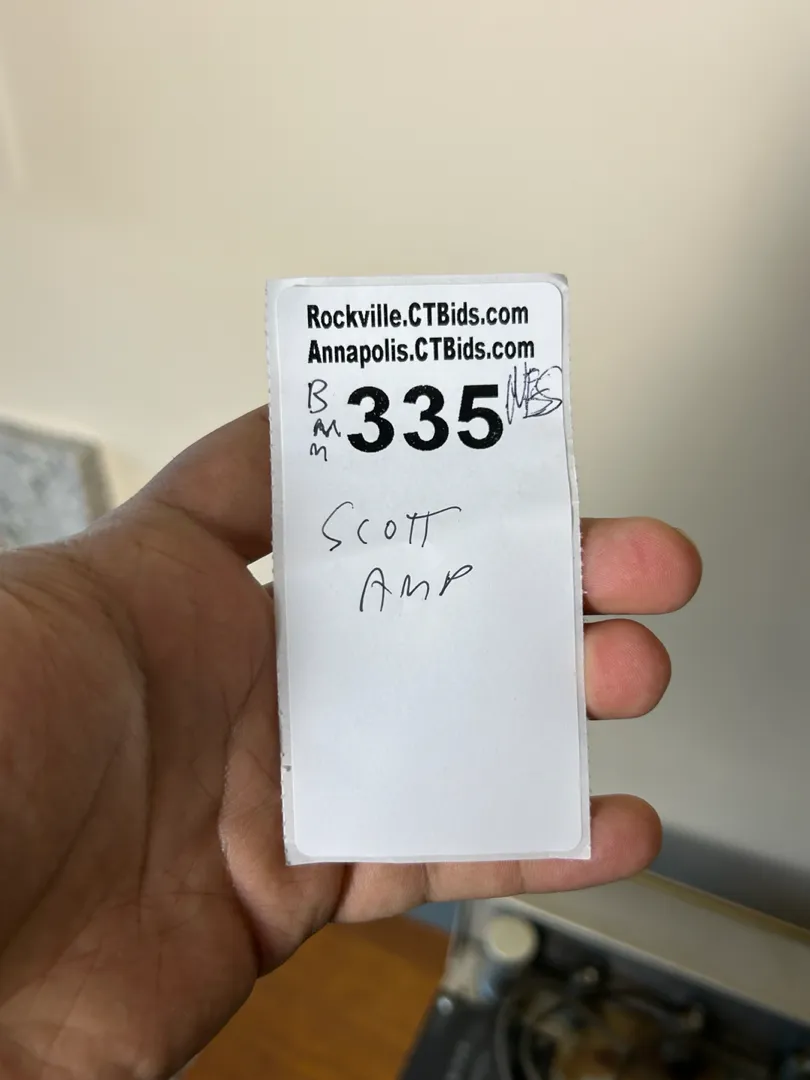 Rockville.CTBids.com
Annapolis.CTBids.com
B
M
M
335
SCOTT
AMP